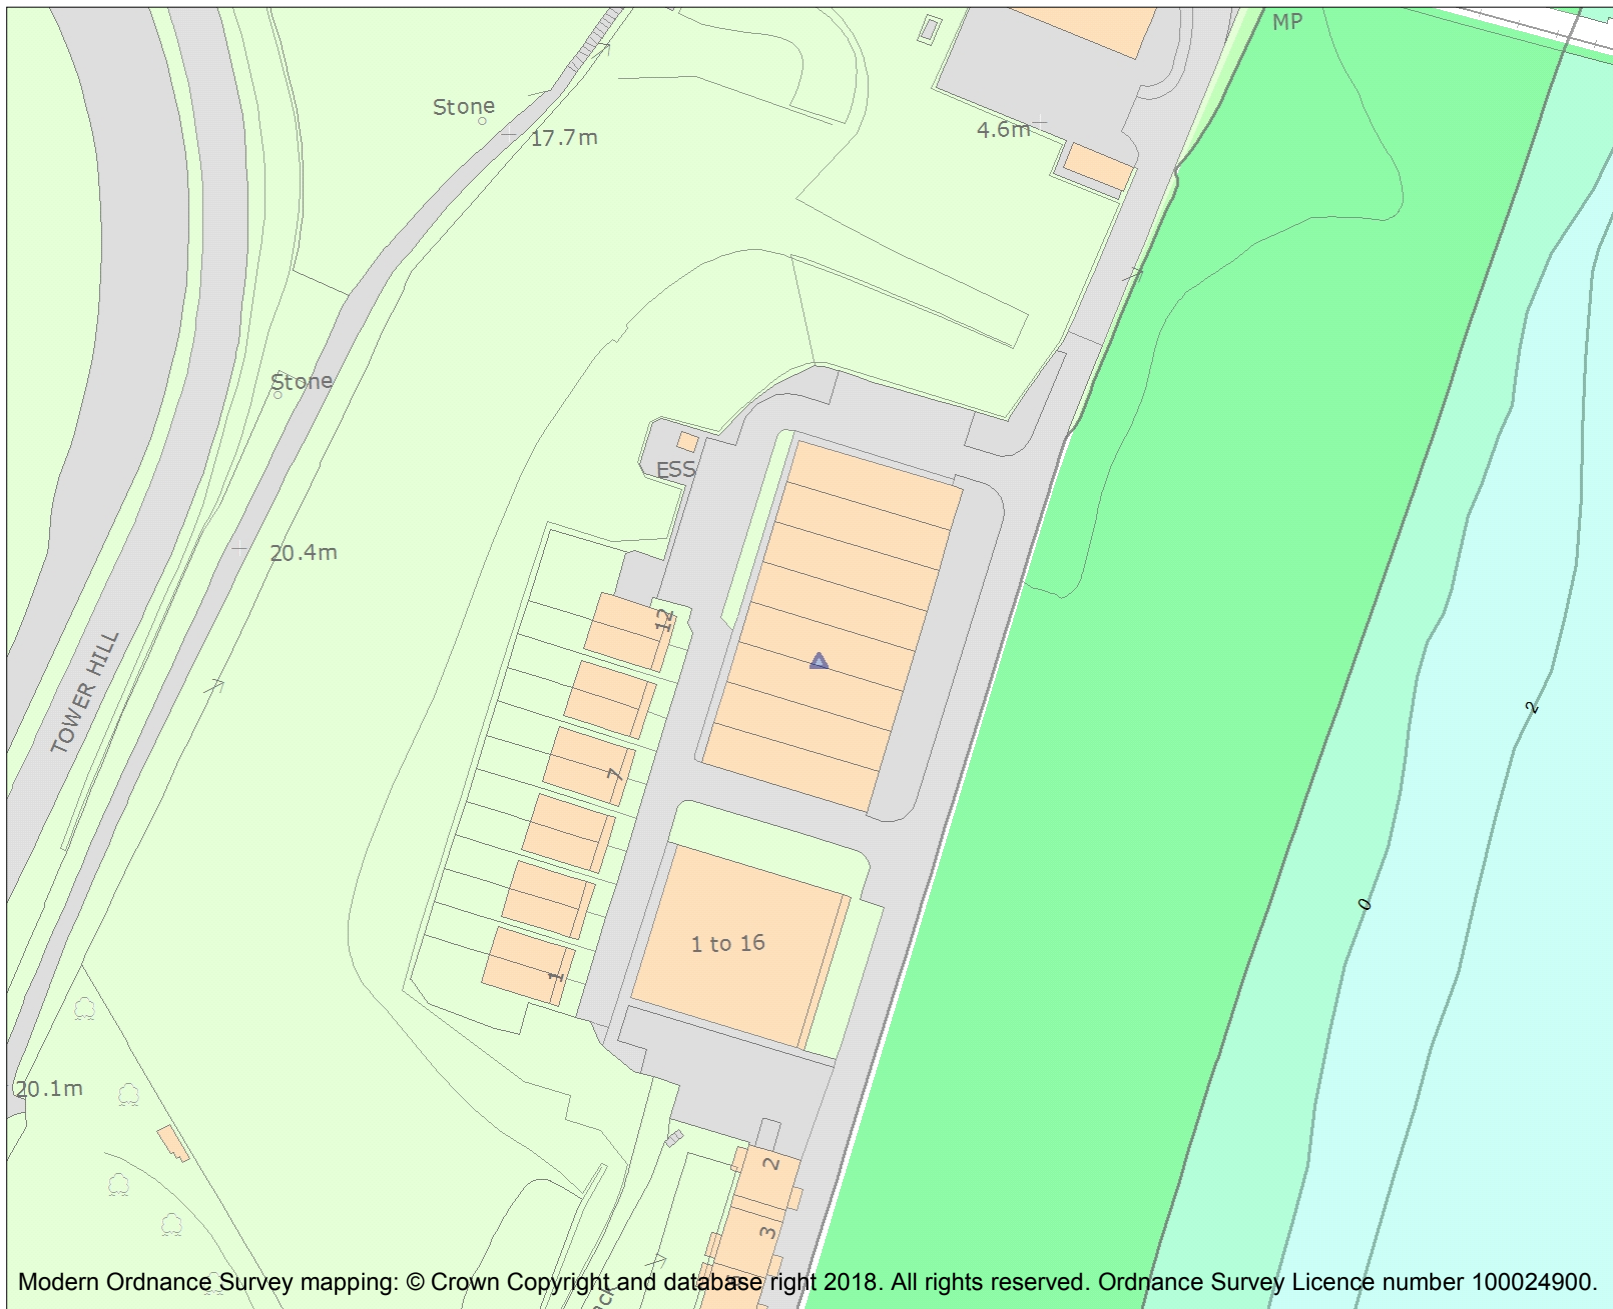 MP
Stone
17.7m
4.6m
Stone
ESS
20.4m
12
TOWER HILL
2
7
0
1 to 16
1
20.1m
2
3
Modern Ordnance Survey mapping: © Crown Copyright and database right 2018. All rights reserved. Ordnance Survey Licence number 100024900.